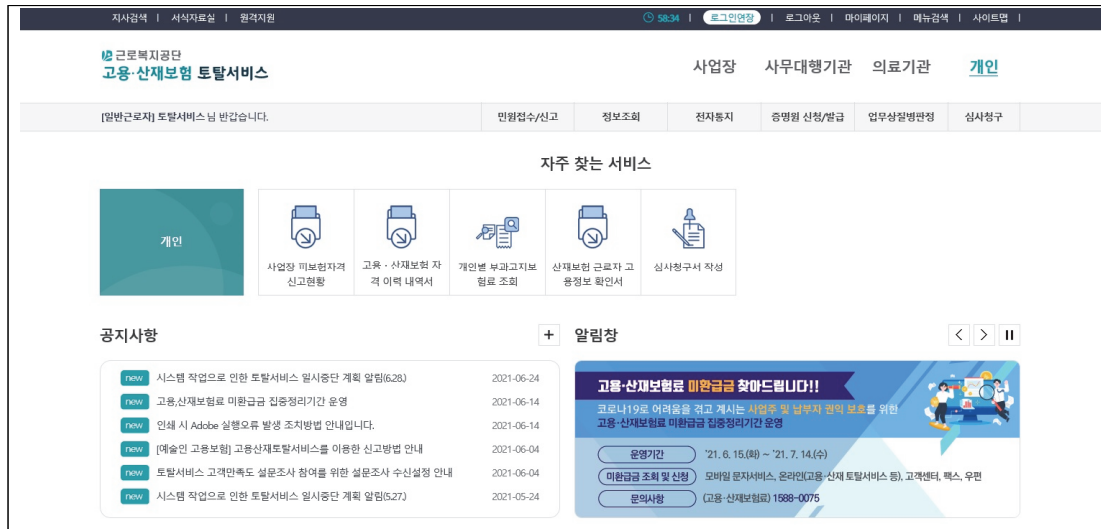 지사검색 | 서식자료실 | 원격지원
58:34 | 로그인연장 | 로그아웃 | 마이페이지 | 메뉴검색 | 사이트맵 |
근로복지공단
고용·산재보험 토탈서비스
사업장 사무대행기관 의료기관 개인
[일반근로자] 토탈서비스 님 반갑습니다.
민원접수/신고 정보조회 전자통지 증명원 신청/발급 업무상질병판정 심사청구
자주 찾는 서비스
개인
사업장 피보험자격
신고현황
고용·산재보험 자
격 이력 내역서
개인별 부과고지보
험료 조회
산재보험 근로자 고
용정보 확인서
심사청구서 작성
공지사항 +
new 시스템 작업으로 인한 토탈서비스 일시중단 계획 알림(6.28.) 2021-06-24
new 고용,산재보험료 미환급금 집중정리기간 운영 2021-06-14
new 인쇄 시 Adobe 실행오류 발생 조치방법 안내입니다. 2021-06-14
new [예술인 고용보험] 고용산재토탈서비스를 이용한 신고방법 안내 2021-06-04
new 토탈서비스 고객만족도 설문조사 참여를 위한 설문조사 수신설정 안내 2021-06-04
new 시스템 작업으로 인한 토탈서비스 일시중단 계획 알림(5.27.) 2021-05-24
알림창
고용·산재보험료 미환급금 찾아드립니다!!
코로나19로 어려움을 겪고 계시는 사업주 및 납부자 권익 보호를 위한
고용·산재보험료 미환급금 집중정리기간 운영
운영기간 '21. 6. 15.(화) ~ '21. 7. 14.(수)
미환급금 조회 및 신청 모바일 문자서비스, 온라인(고용·산재 토탈서비스 등), 고객센터, 팩스, 우편
문의사항 (고용·산재보험료) 1588-0075